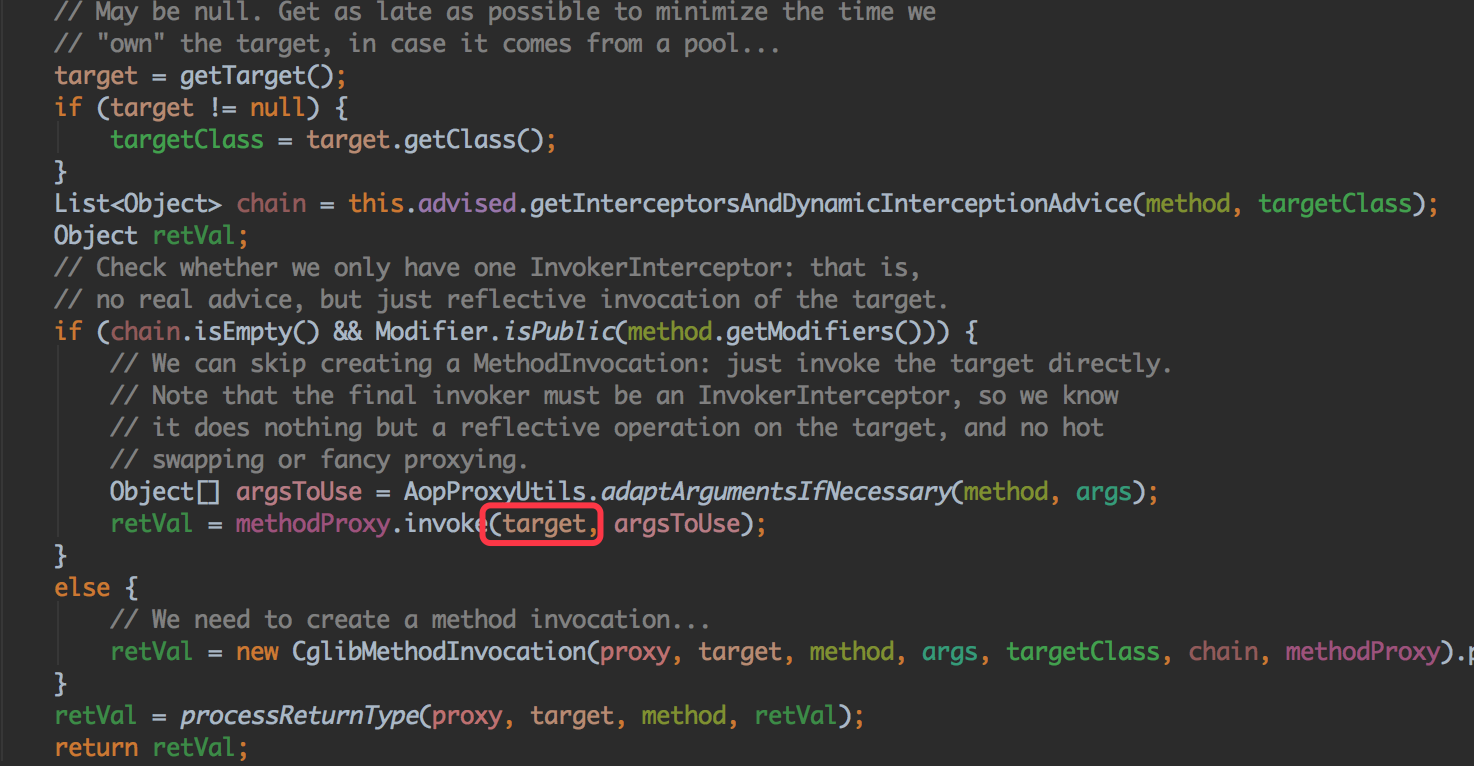 // May be null. Get as late as possible to minimize the time we
// "own" the target, in case it comes from a pool...
target = getTarget();
if (target != null) {
targetClass = target.getClass();
}
List<Object> chain = this.advised.getInterceptorsAndDynamicInterceptionAdvice(method, targetClass);
Object retVal;
// Check whether we only have one InvokerInterceptor: that is,
// no real advice, but just reflective invocation of the target.
if (chain.isEmpty() && Modifier.isPublic(method.getModifiers())) {
// We can skip creating a MethodInvocation: just invoke the target directly.
// Note that the final invoker must be an InvokerInterceptor, so we know
// it does nothing but a reflective operation on the target, and no hot
// swapping or fancy proxying.
Object[] argsToUse = AopProxyUtils.adaptArgumentsIfNecessary(method, args);
retVal = methodProxy.invoke(target, argsToUse);
}
else {
// We need to create a method invocation...
retVal = new CglibMethodInvocation(proxy, target, method, args, targetClass, chain, methodProxy).
}
retVal = processReturnType(proxy, target, method, retVal);
return retVal;